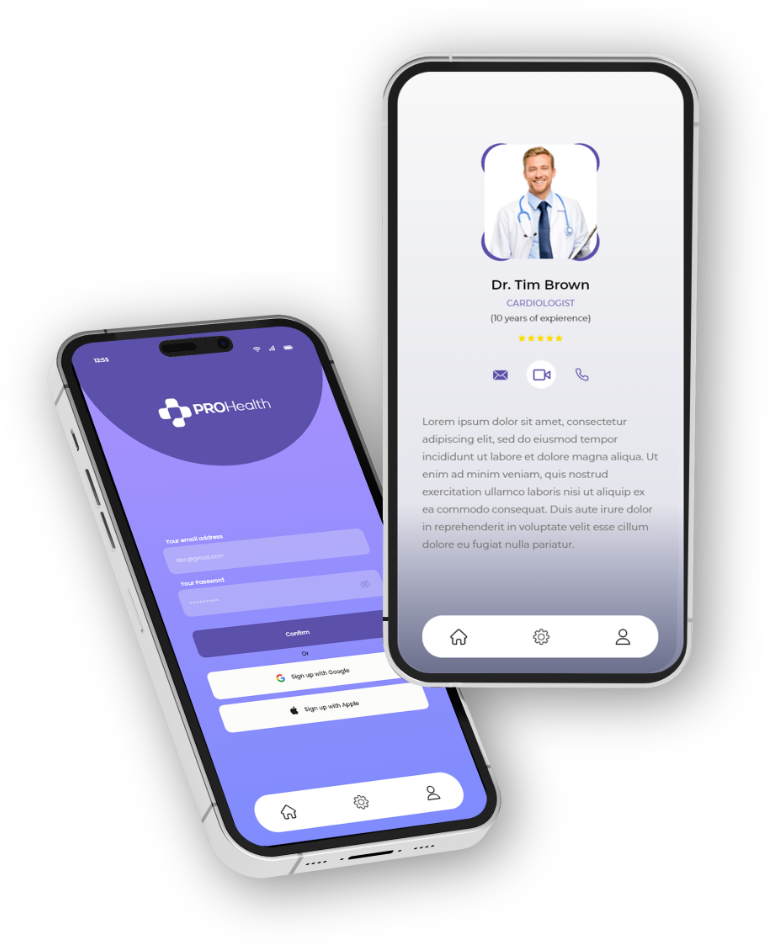 12:55
PROHealth
Your email address
abc@gmail.com
Your Password
Confirm
Or
Sign up with Google
Sign up with Apple
Dr. Tim Brown
CARDIOLOGIST
(10 years of expierence)
Lorem ipsum dolor sit amet, consectetur
adipiscing elit, sed do eiusmod tempor
incididunt ut labore et dolore magna aliqua. Ut
enim ad minim veniam, quis nostrud
exercitation ullamco laboris nisi ut aliquip ex
ea commodo consequat. Duis aute irure dolor
in reprehenderit in voluptate velit esse cillum
dolore eu fugiat nulla pariatur.